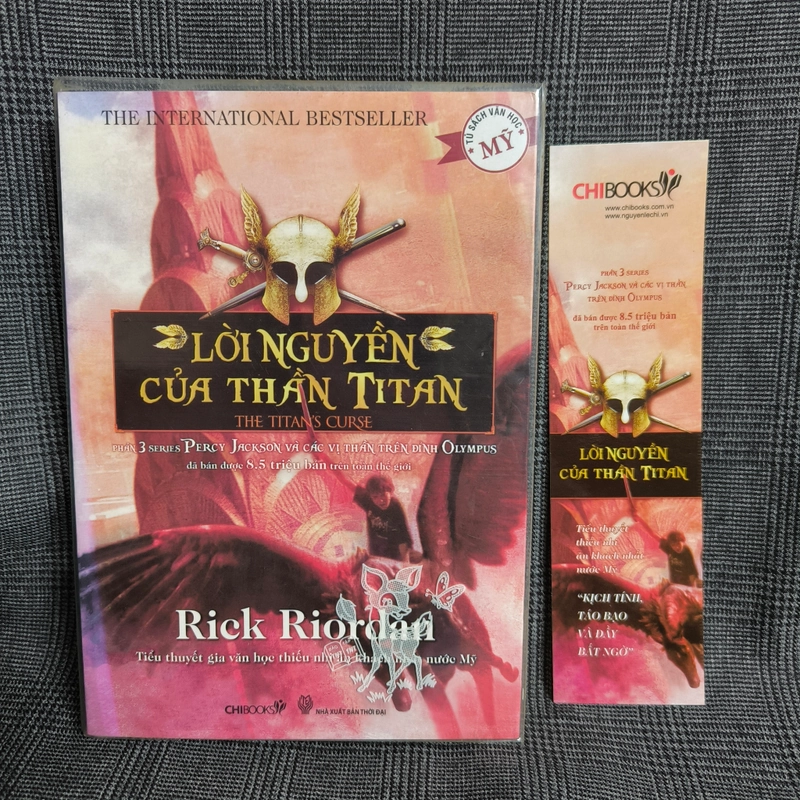 THE INTERNATIONAL BESTSELLER
TỦ SÁCH VĂN HỌC
MỸ
LỜI NGUYỀN
CỦA THẦN TITAN
THE TITAN'S CURSE
PHẦN 3 SERIES PERCY JACKSON VÀ CÁC VỊ THẦN TRÊN ĐỈNH OLYMPUS
đã bán được 8.5 triệu bản trên toàn thế giới
Rick Riordan
Tiểu thuyết gia văn học thiếu nhi ăn khách nhất nước Mỹ
CHIBOOKS
NHÀ XUẤT BẢN THỜI ĐẠI
CHIBOOKS
www.chibooks.com.vn
www.nguyenlechi.vn
PHẦN 3 SERIES
PERCY JACKSON VÀ CÁC VỊ THẦN
TRÊN ĐỈNH OLYMPUS
đã bán được 8.5 triệu bản
trên toàn thế giới
LỜI NGUYỀN
CỦA THẦN TITAN
Tiểu thuyết
thiếu nhi
ăn khách nhất
nước Mỹ
"KỊCH TÍNH,
TÁO BẠO
VÀ ĐẦY
BẤT NGỜ"